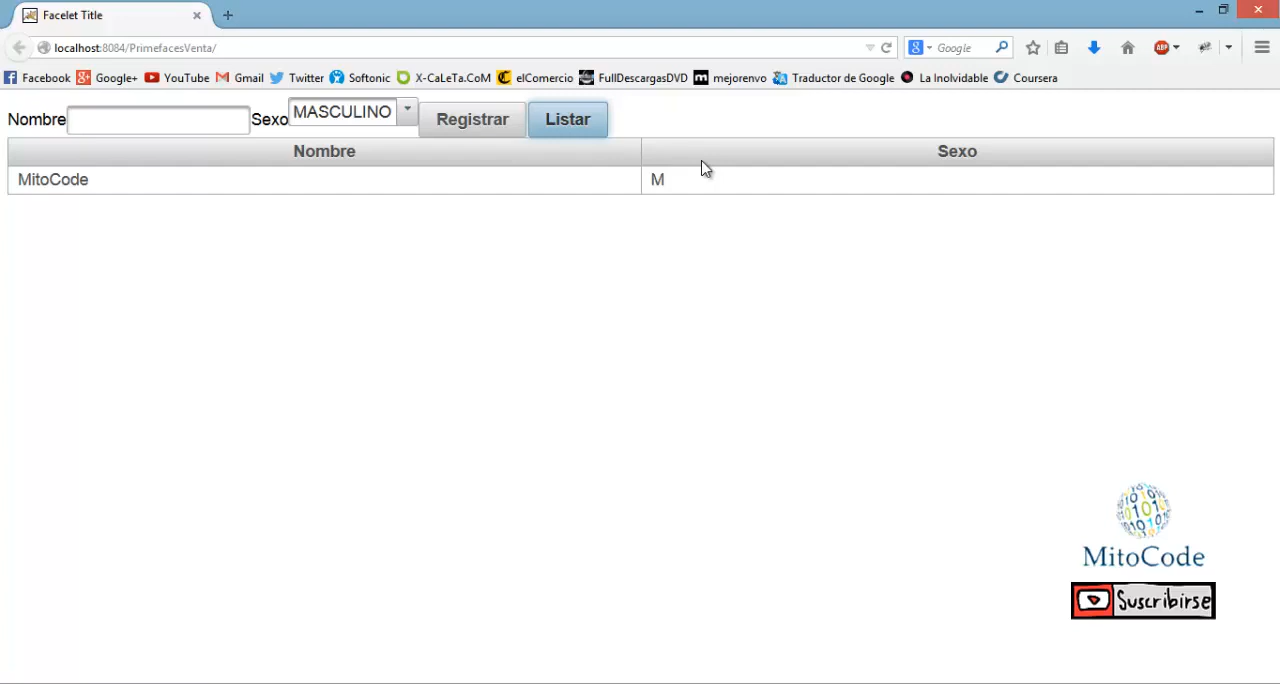 Facelet Title
localhost:8084/PrimefacesVenta/
Google
Facebook Google+ YouTube Gmail Twitter Softonic X-CaLeTa.CoM elComercio FullDescargasDVD mejorenvo Traductor de Google La Inolvidable Coursera
Nombre Sexo MASCULINO Registrar Listar
Nombre Sexo
MitoCode M
MitoCode
Suscribirse